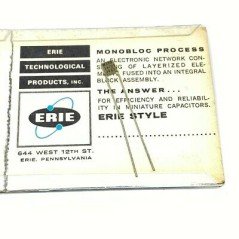 ERIE
TECHNOLOGICAL
PRODUCTS, INC.
ERIE
644 WEST 12TH ST.
ERIE, PENNSYLVANIA
MONOBLOC PROCESS
AN ELECTRONIC NETWORK CON-
SISTING OF LAYERIZED ELE-
FUSED INTO AN INTEGRAL
BLOCK ASSEMBLY.
THE ANSWER...
FOR EFFICIENCY AND RELIABIL-
ITY IN MINIATURE CAPACITORS.
ERIE STYLE